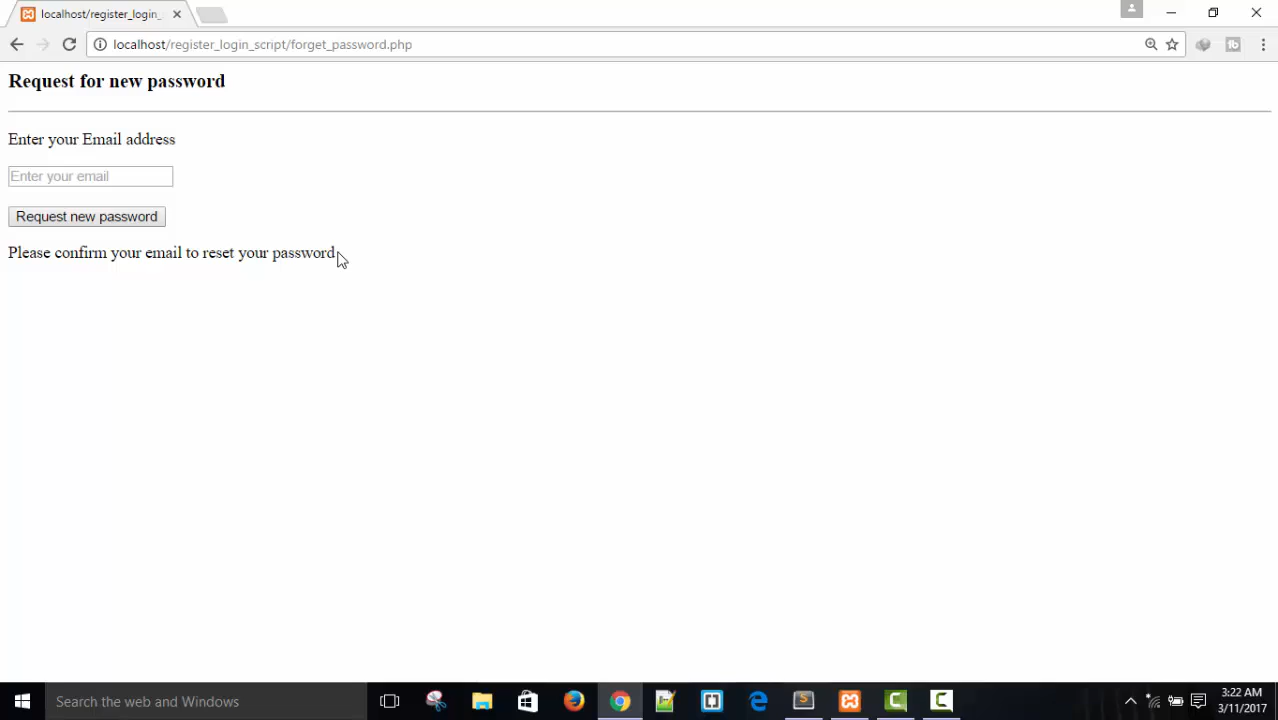 localhost/register_login_
localhost/register_login_script/forget_password.php
Request for new password
Enter your Email address
Enter your email
Request new password
Please confirm your email to reset your password
Search the web and Windows
3:22 AM
3/11/2017